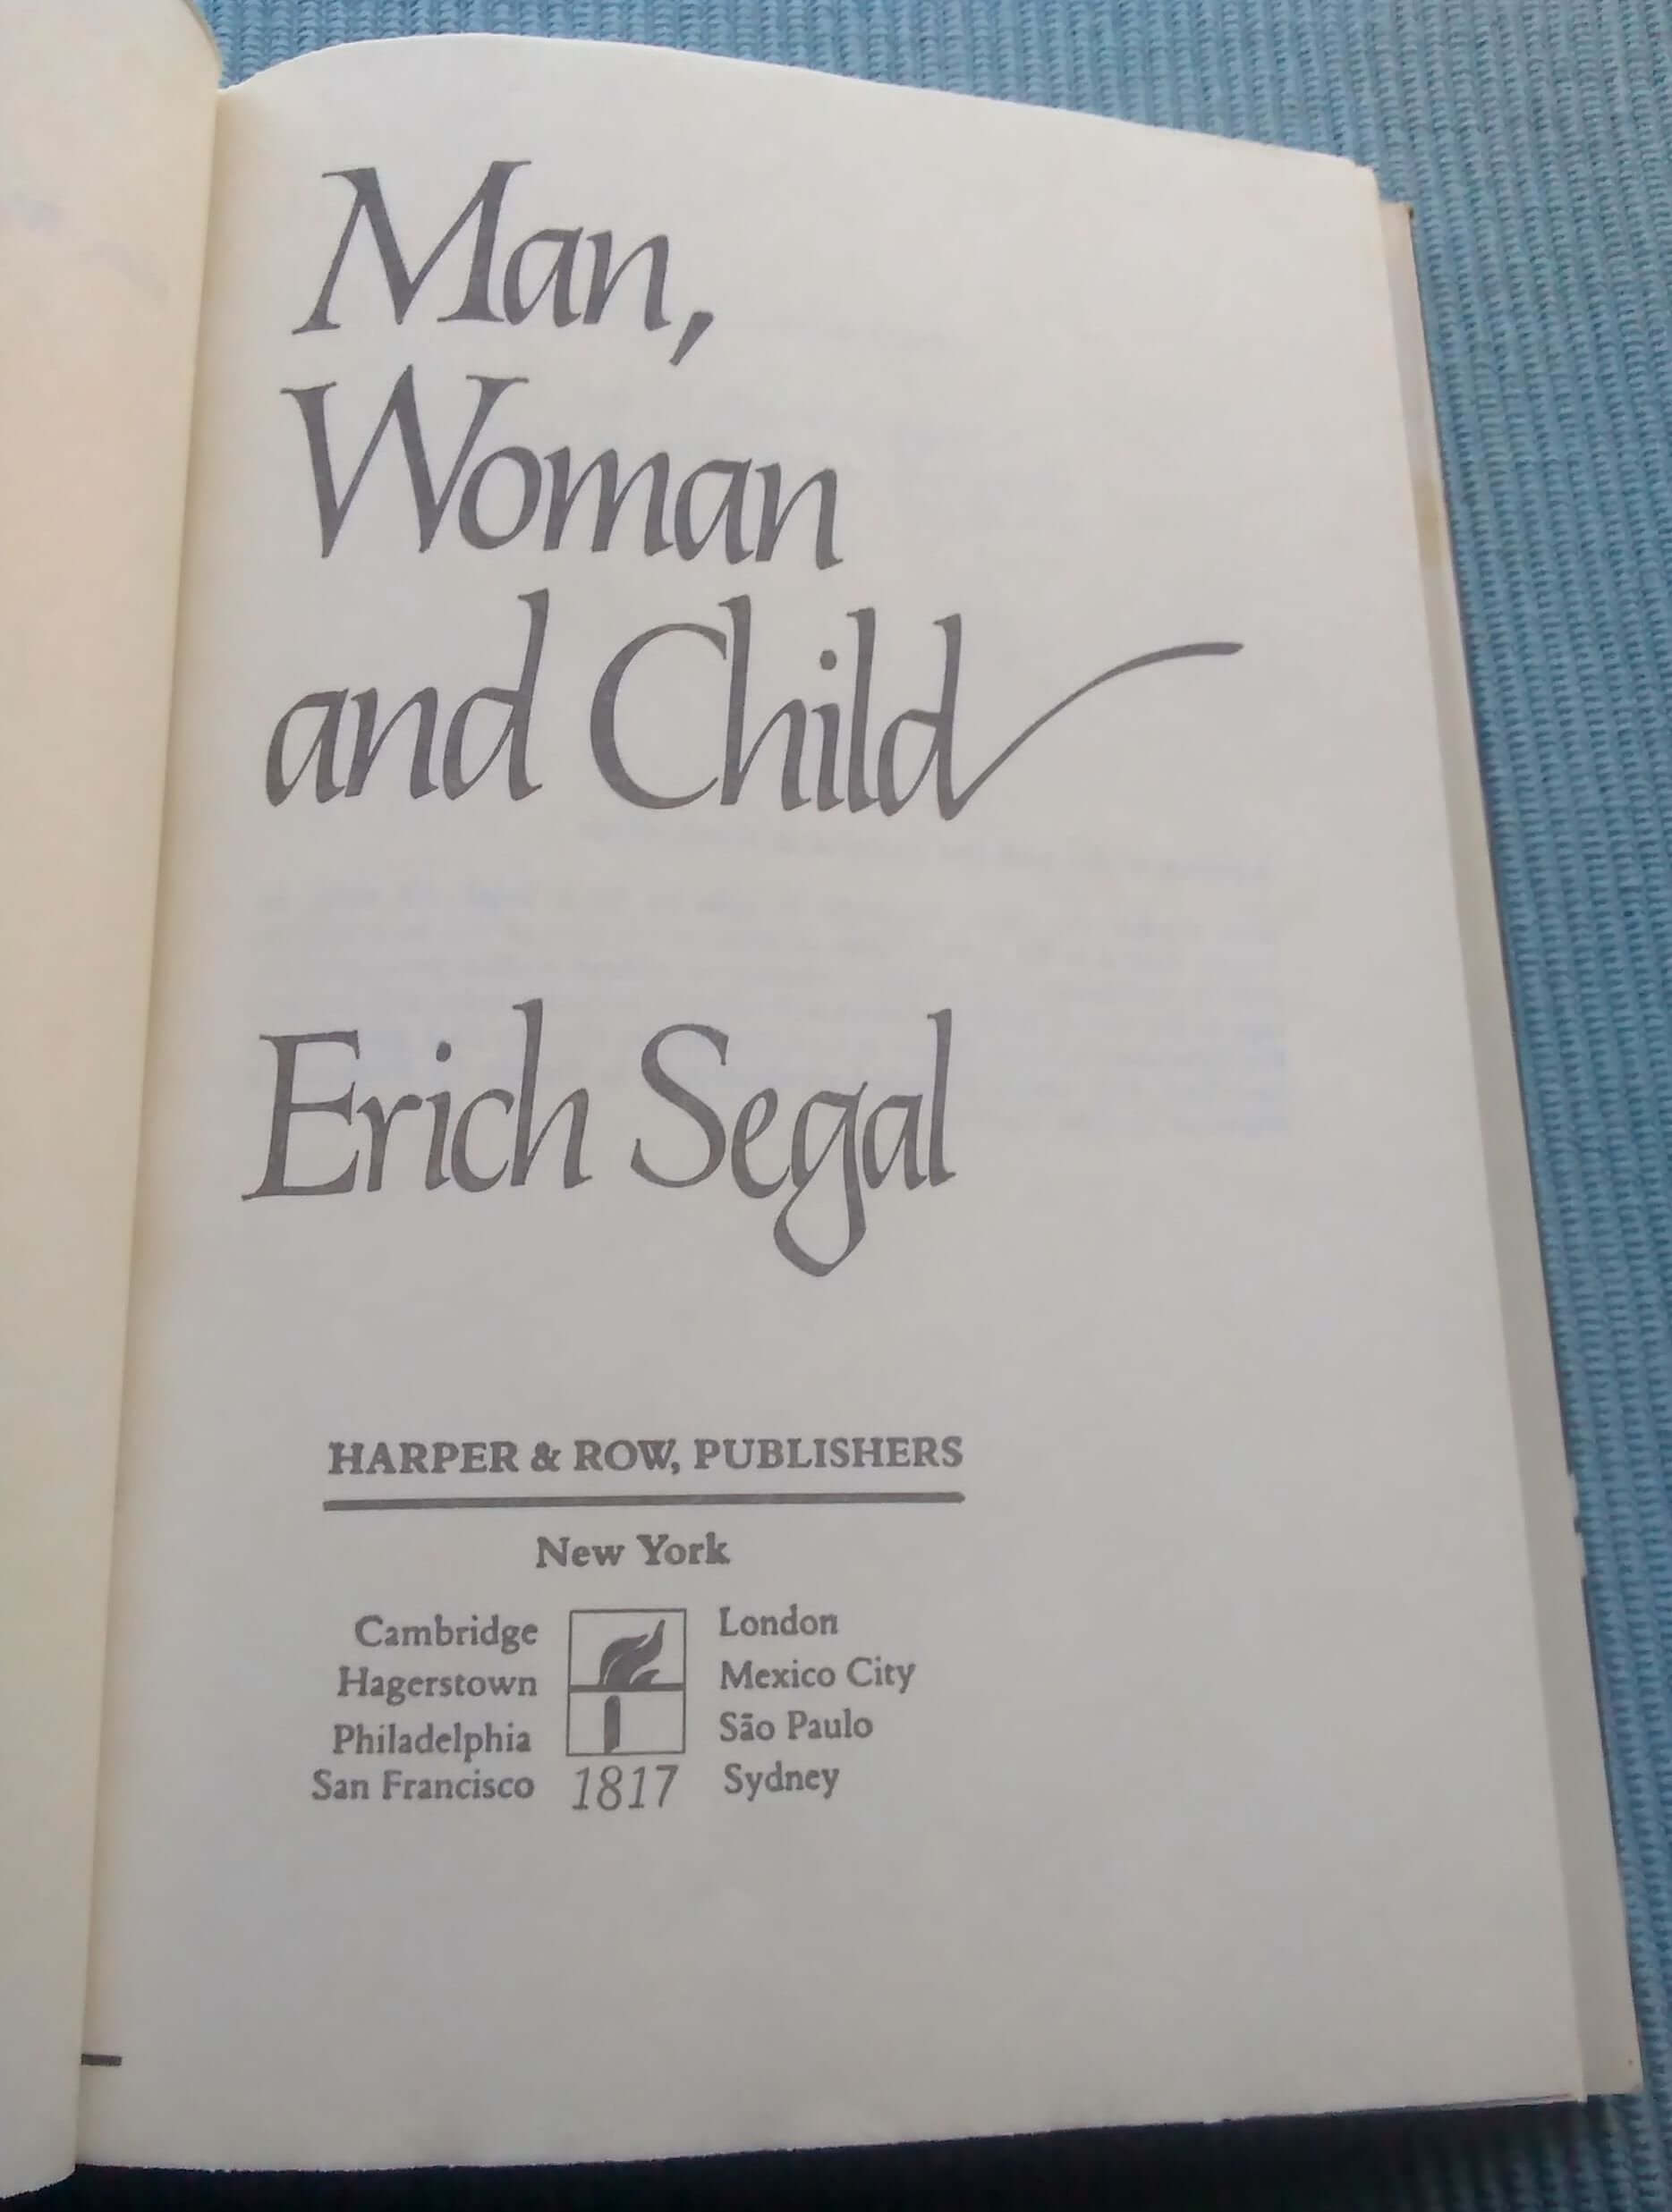 Man,
Woman
and Child
Erich Segal
HARPER & ROW, PUBLISHERS
New York
Cambridge
Hagerstown
Philadelphia
San Francisco
1817
London
Mexico City
São Paulo
Sydney